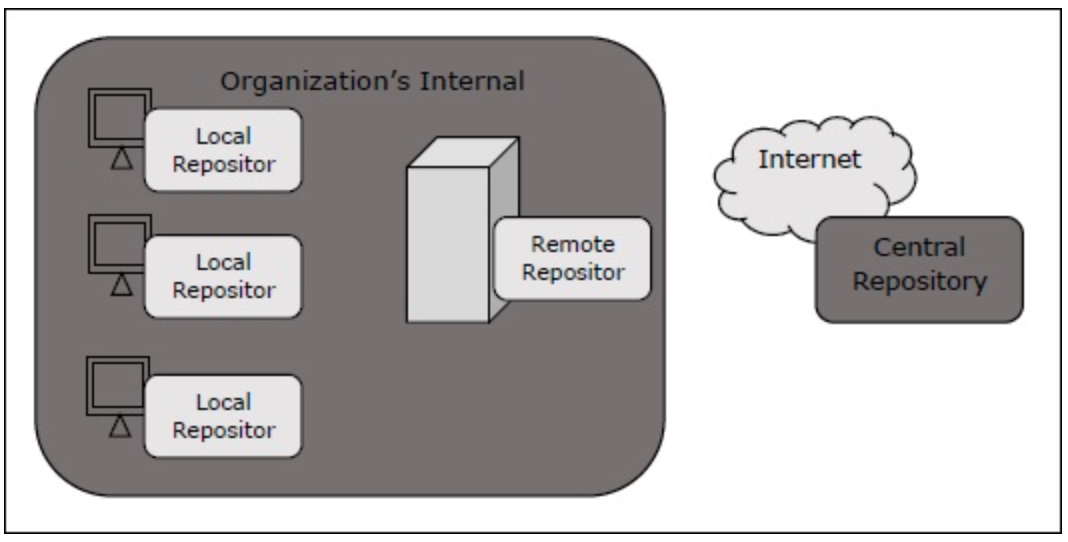 Organization's Internal
Local
Repositor
Local
Repositor
Local
Repositor
Remote
Repositor
Internet
Central
Repository